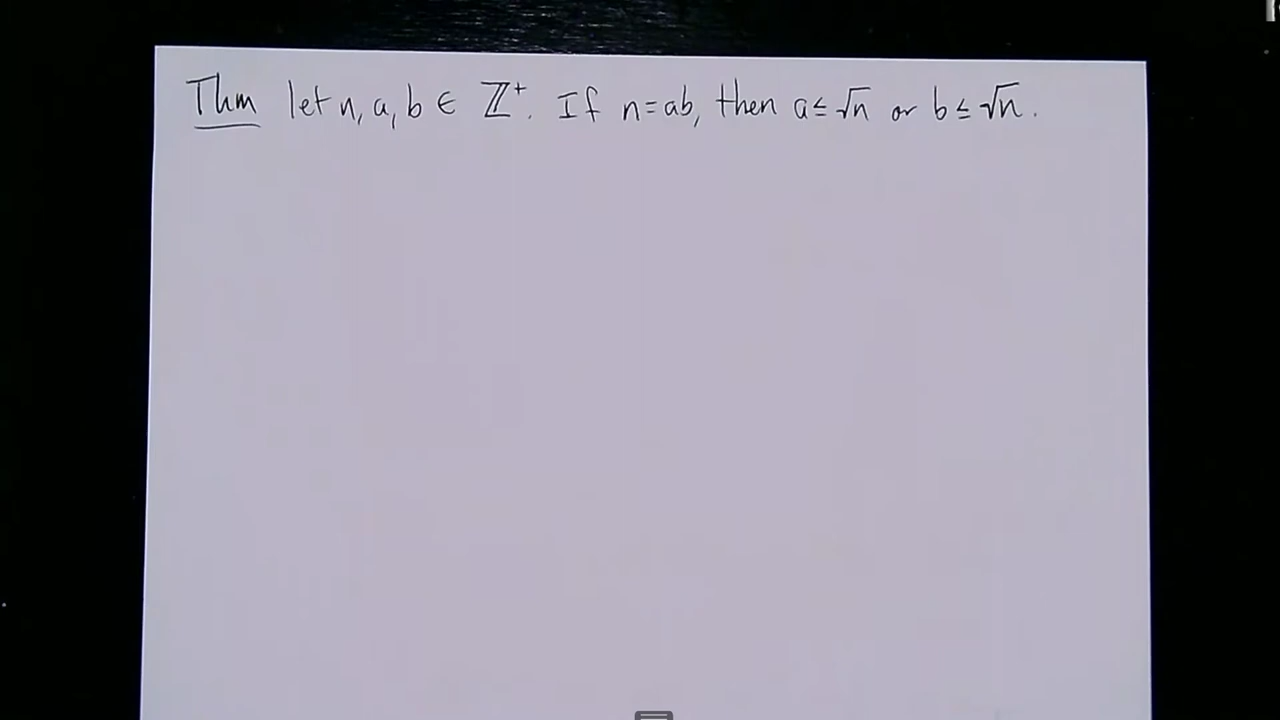 Thm let n, a, b ∈ ℤ⁺. If n=ab, then a≤√n or b≤√n.